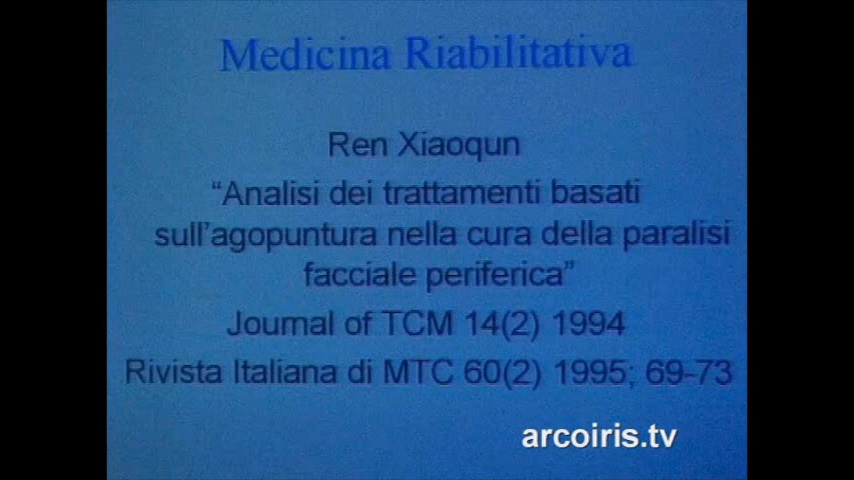 Medicina Riabilitativa
Ren Xiaoqun
“Analisi dei trattamenti basati
sull’agopuntura nella cura della paralisi
facciale periferica”
Journal of TCM 14(2) 1994
Rivista Italiana di MTC 60(2) 1995; 69-73
arcoiris.tv